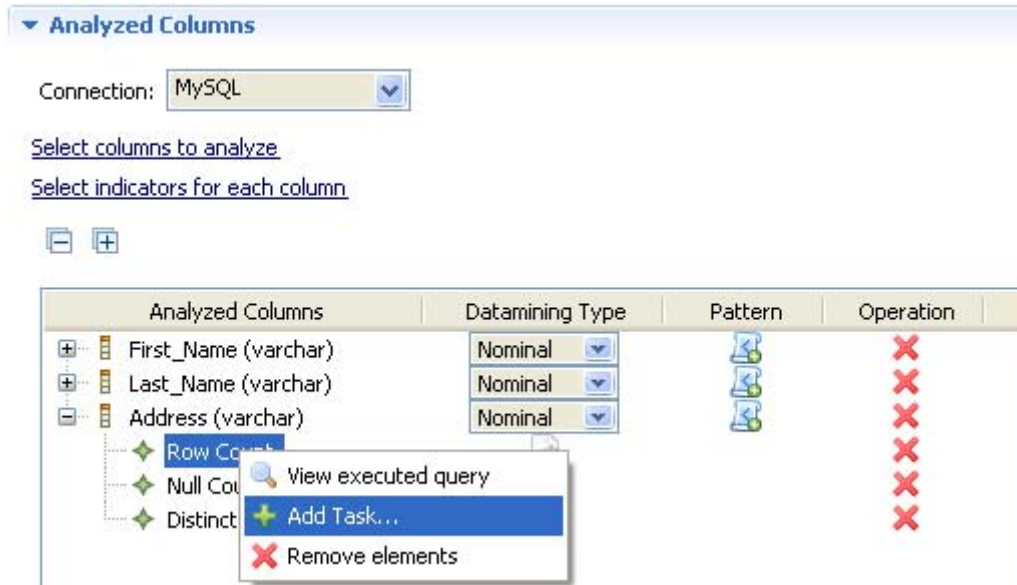 Analyzed Columns
Connection: MySQL
Select columns to analyze
Select indicators for each column
Analyzed Columns Datamining Type Pattern Operation
First_Name (varchar) Nominal
Last_Name (varchar) Nominal
Address (varchar) Nominal
Row Count
Null
Distinct
View executed query
Add Task...
Remove elements